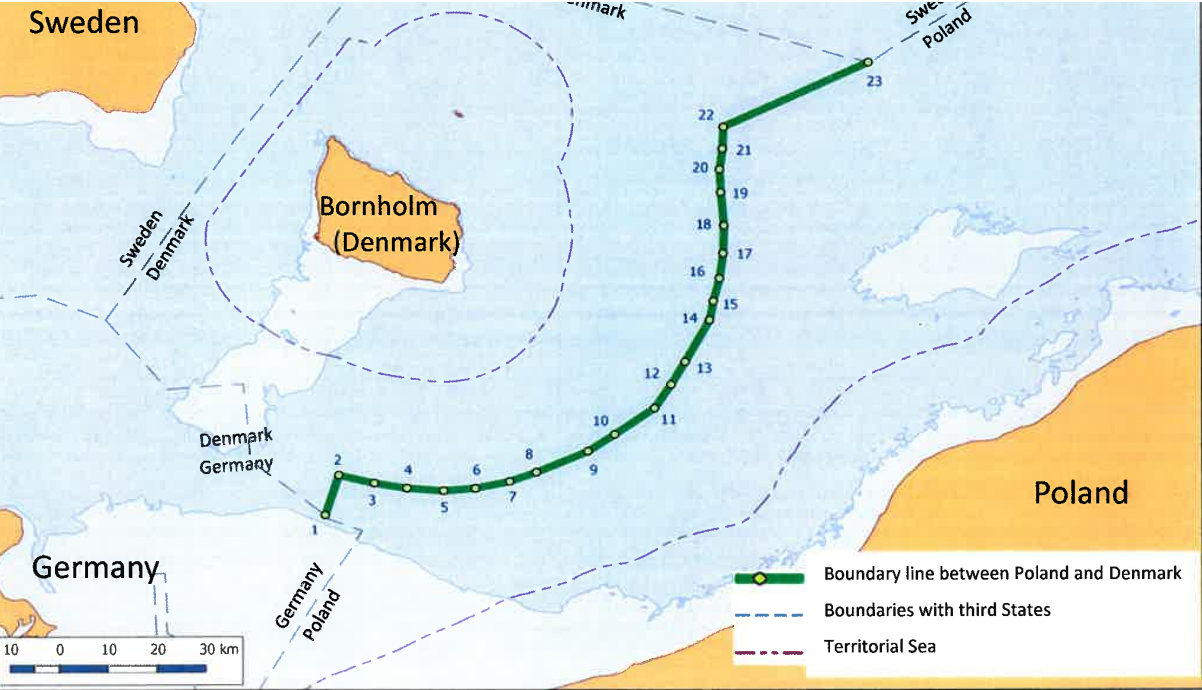 Sweden
nmark
Swe
Poland
23
22
21
20
19
18
17
16
15
14
13
12
11
10
9
8
7
6
5
4
3
2
1
Bornholm
(Denmark)
Sweden
Denmark
Denmark
Germany
Poland
Germany
Germany
Poland
Boundary line between Poland and Denmark
Boundaries with third States
Territorial Sea
10 0 10 20 30 km